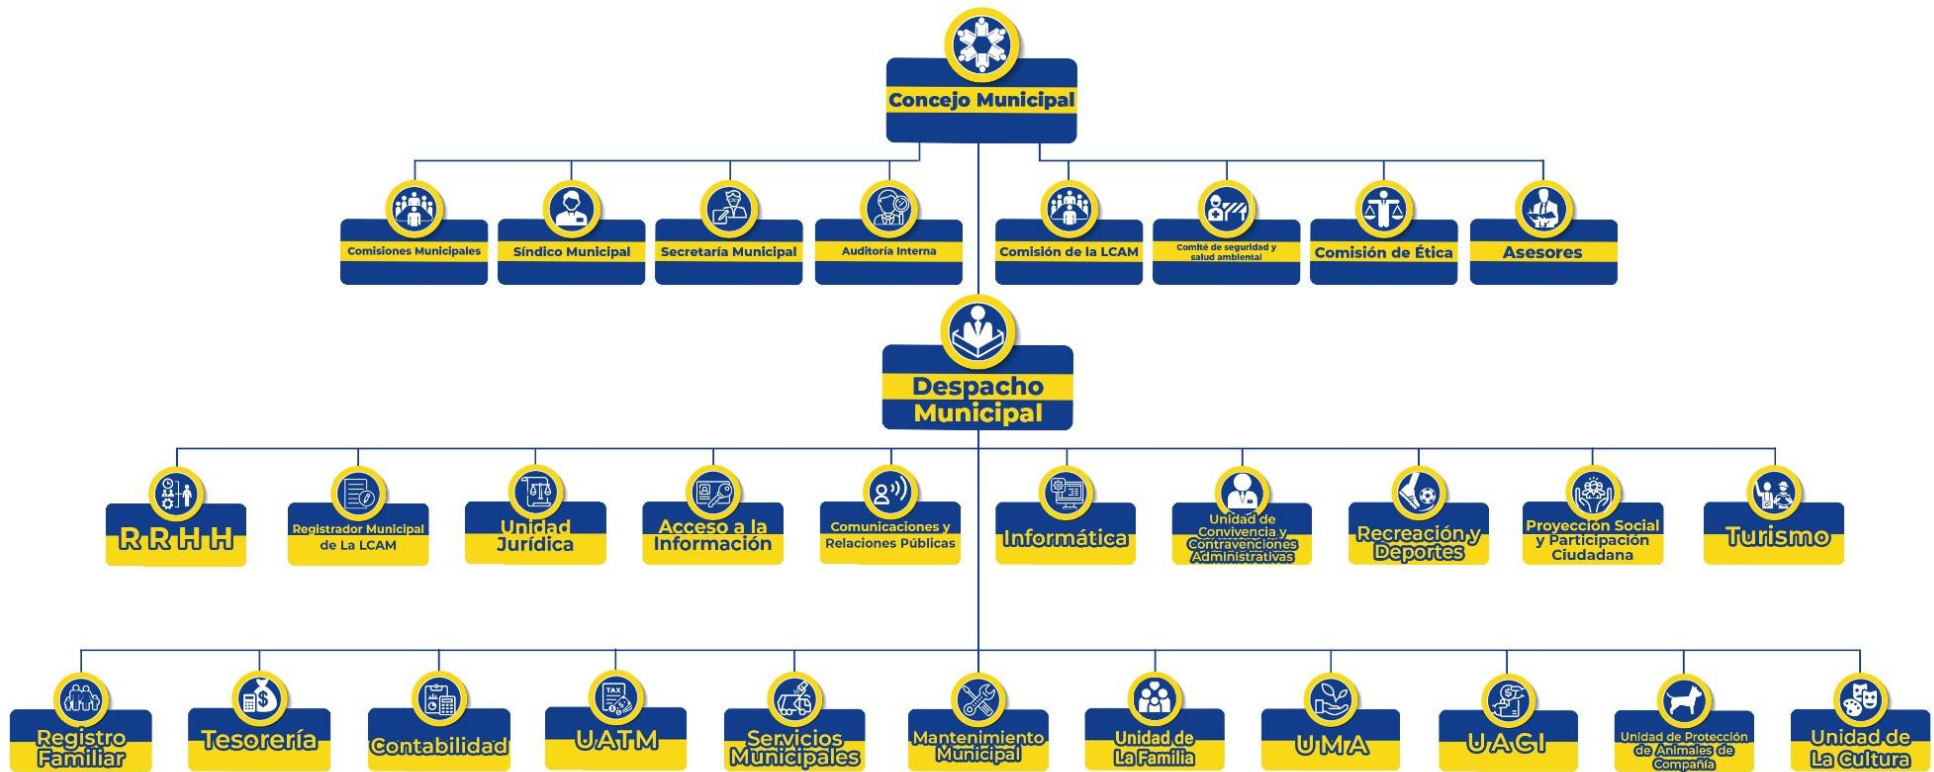 Concejo Municipal
Comisiones Municipales
Síndico Municipal
Secretaría Municipal
Auditoría Interna
Comisión de la LCAM
Comité de seguridad y
salud ambiental
Comisión de Ética
Asesores
Despacho
Municipal
RRHH
Registrador Municipal
de La LCAM
Unidad
Jurídica
Acceso a la
Información
Comunicaciones y
Relaciones Públicas
Informática
Unidad de
Convivencia y
Contravenciones
Administrativas
Recreación y
Deportes
Proyección Social
y Participación
Ciudadana
Turismo
Registro
Familiar
Tesorería
Contabilidad
TAX
UATM
Servicios
Municipales
Mantenimiento
Municipal
Unidad de
La Familia
UMA
UACI
Unidad de Protección
de Animales de
Compañía
Unidad de
La Cultura